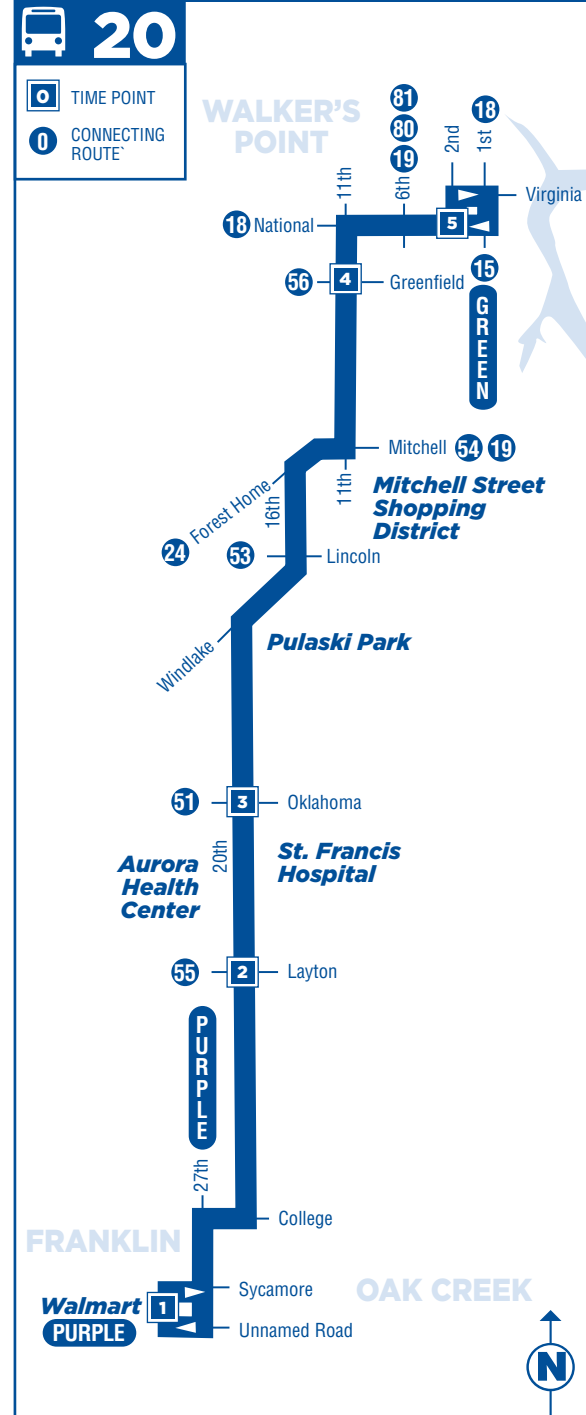 20
0 TIME POINT
0 CONNECTING
ROUTE`
WALKER'S
POINT
81
80
19
18
11th
6th
2nd
1st
Virginia
18 National
5
15
GREEN
56
4
Greenfield
Mitchell 54 19
11th
Mitchell Street
Shopping
District
Forest Home
16th
24
53
Lincoln
Windlake
Pulaski Park
51
3
Oklahoma
20th
Aurora
Health
Center
St. Francis
Hospital
55
2
Layton
PURPLE
27th
College
FRANKLIN
OAK CREEK
Sycamore
Walmart
1
PURPLE
Unnamed Road
N